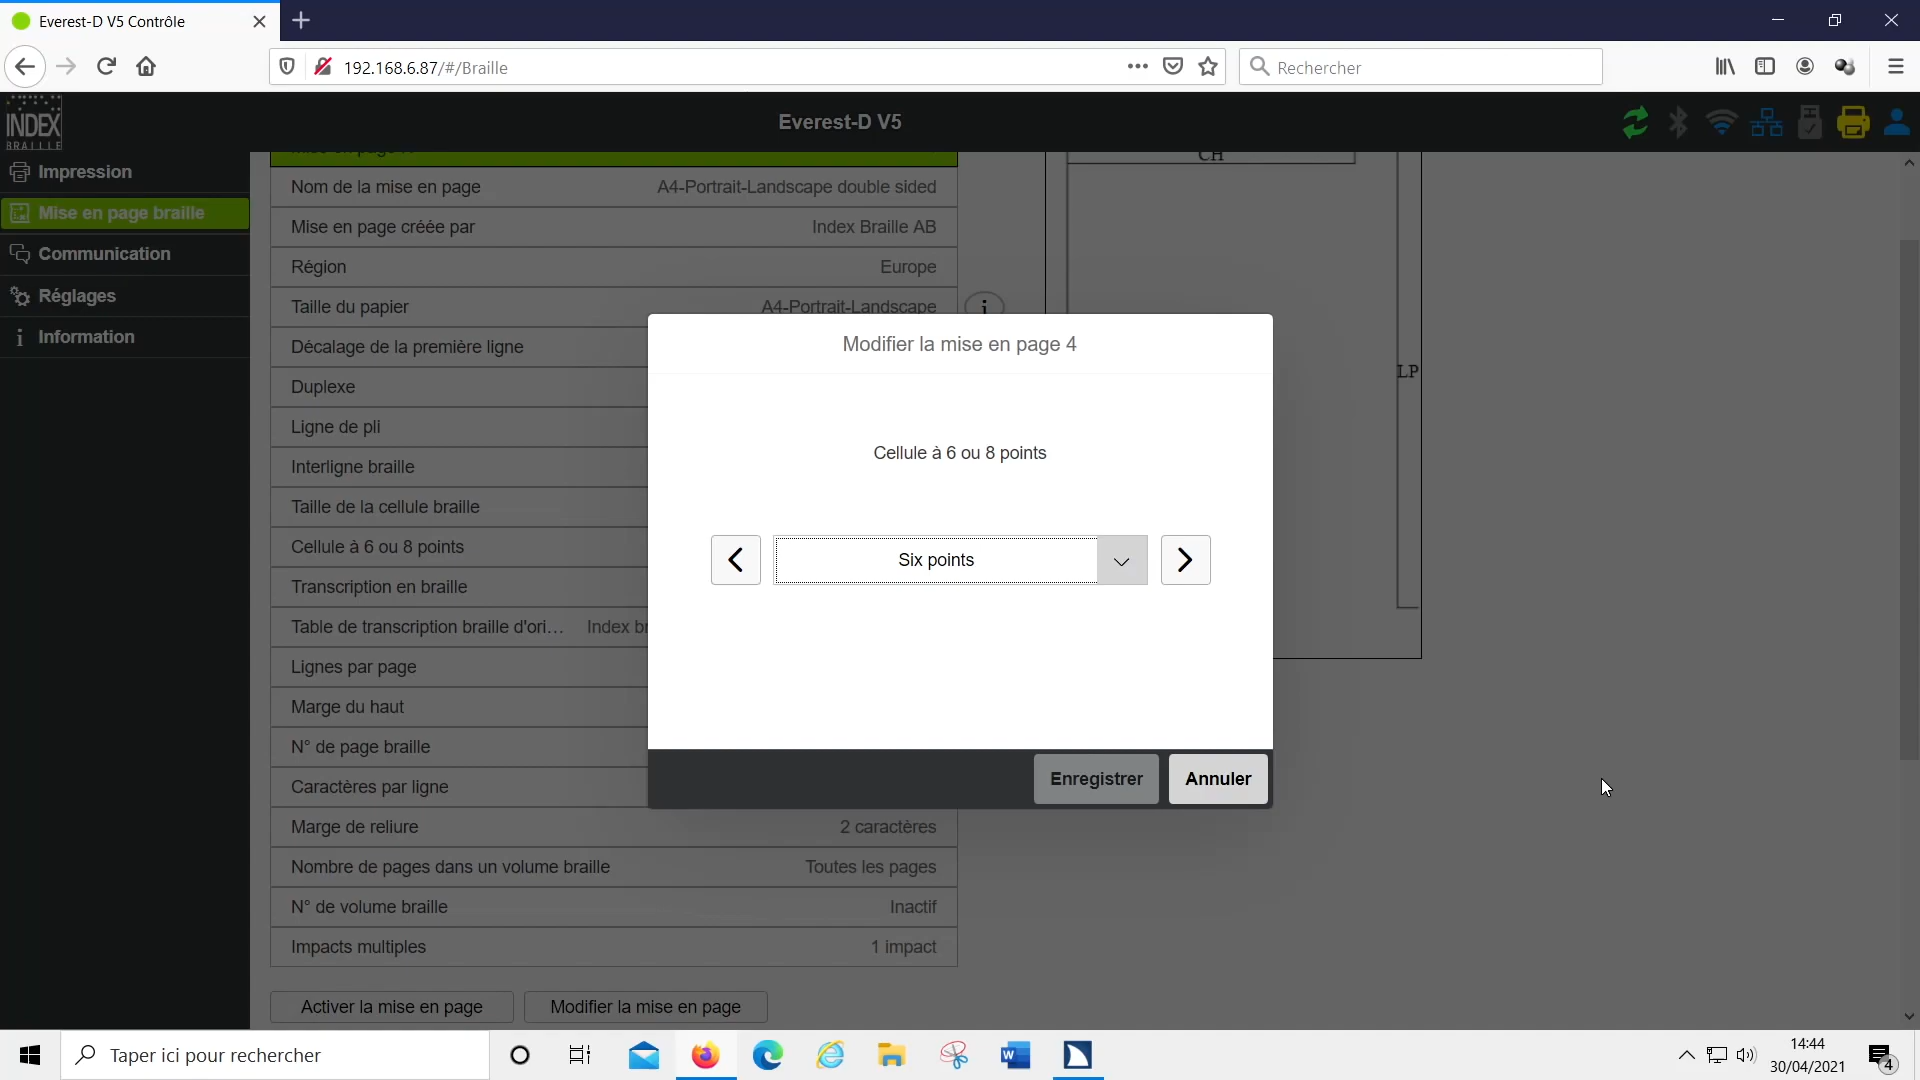 Everest-D V5 Contrôle
192.168.6.87/#/Braille
Rechercher
INDEX
BRAILLE
Everest-D V5
Impression
Mise en page braille
Communication
Réglages
Information
CH
Nom de la mise en page A4-Portrait-Landscape double sided
Mise en page créée par Index Braille AB
Région Europe
Taille du papier A4-Portrait-Landscape i
Décalage de la première ligne
Duplexe
Ligne de pli
Interligne braille
Taille de la cellule braille
Cellule à 6 ou 8 points
Transcription en braille
Table de transcription braille d'ori... Index br
Lignes par page
Marge du haut
N° de page braille
Caractères par ligne
Marge de reliure 2 caractères
Nombre de pages dans un volume braille Toutes les pages
N° de volume braille Inactif
Impacts multiples 1 impact
Activer la mise en page Modifier la mise en page
LP
Modifier la mise en page 4
Cellule à 6 ou 8 points
Six points
Enregistrer Annuler
Taper ici pour rechercher
14:44
30/04/2021
4